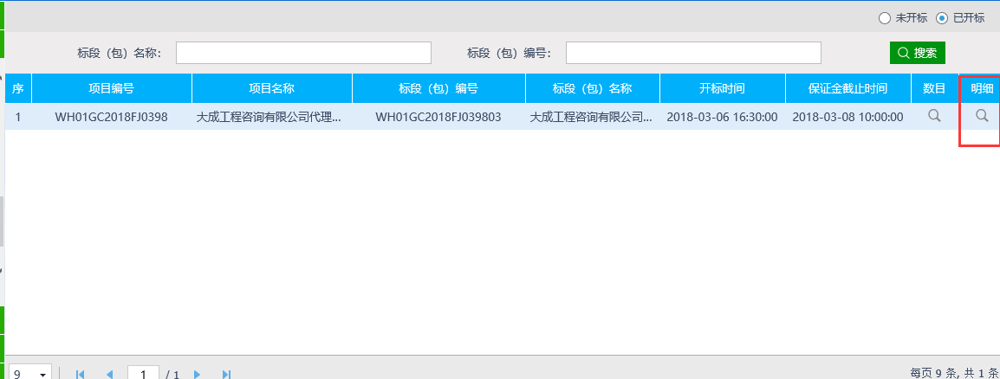 未开标 已开标
标段（包）名称： 标段（包）编号： 搜索
序 项目编号 项目名称 标段（包）编号 标段（包）名称 开标时间 保证金截止时间 数目 明细
1 WH01GC2018FJ0398 大成工程咨询有限公司代理... WH01GC2018FJ039803 大成工程咨询有限公司... 2018-03-06 16:30:00 2018-03-08 10:00:00
9 1 / 1 每页 9 条, 共 1 条